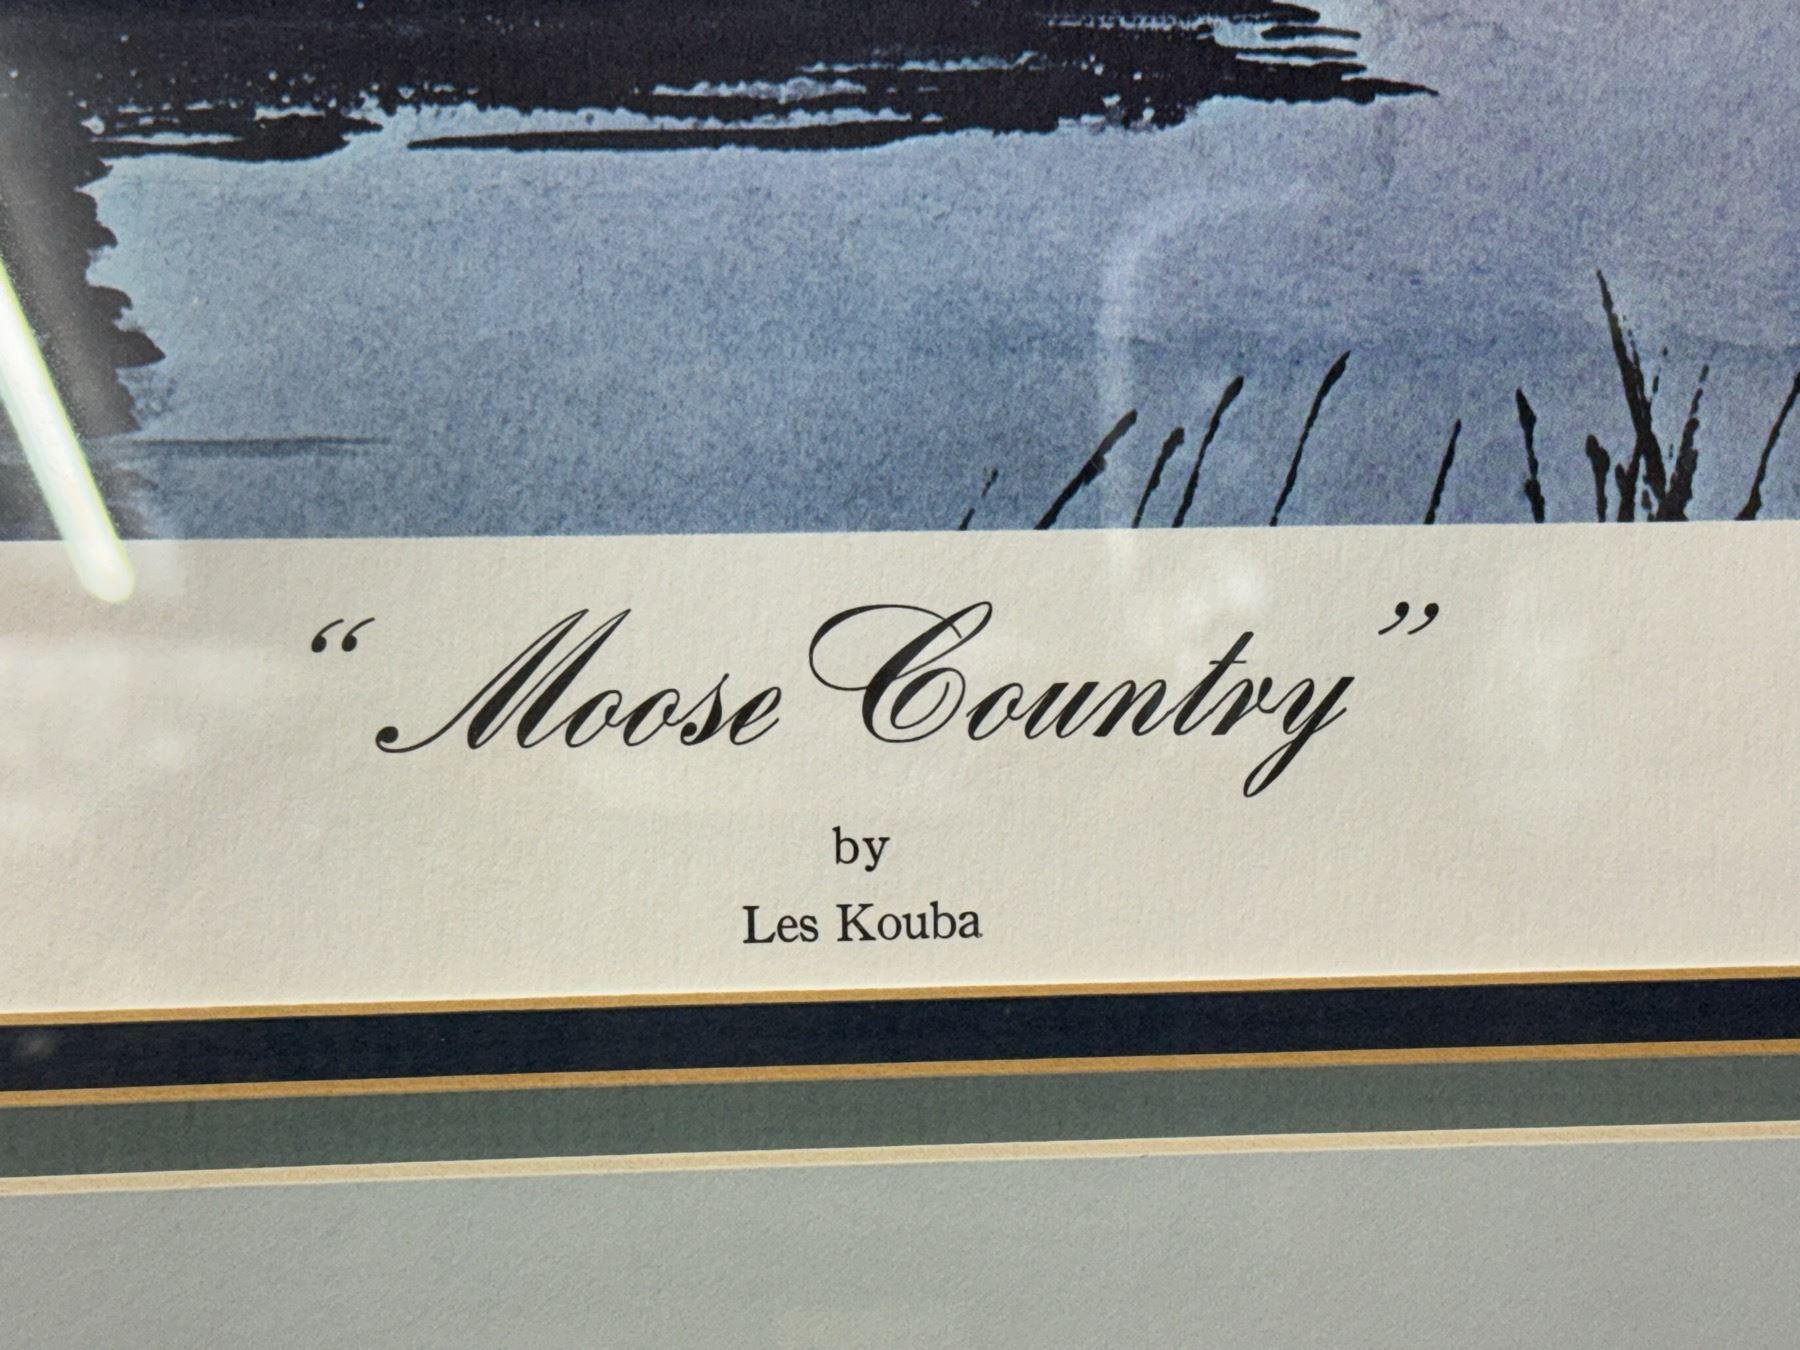 “Moose Country”
by
Les Kouba